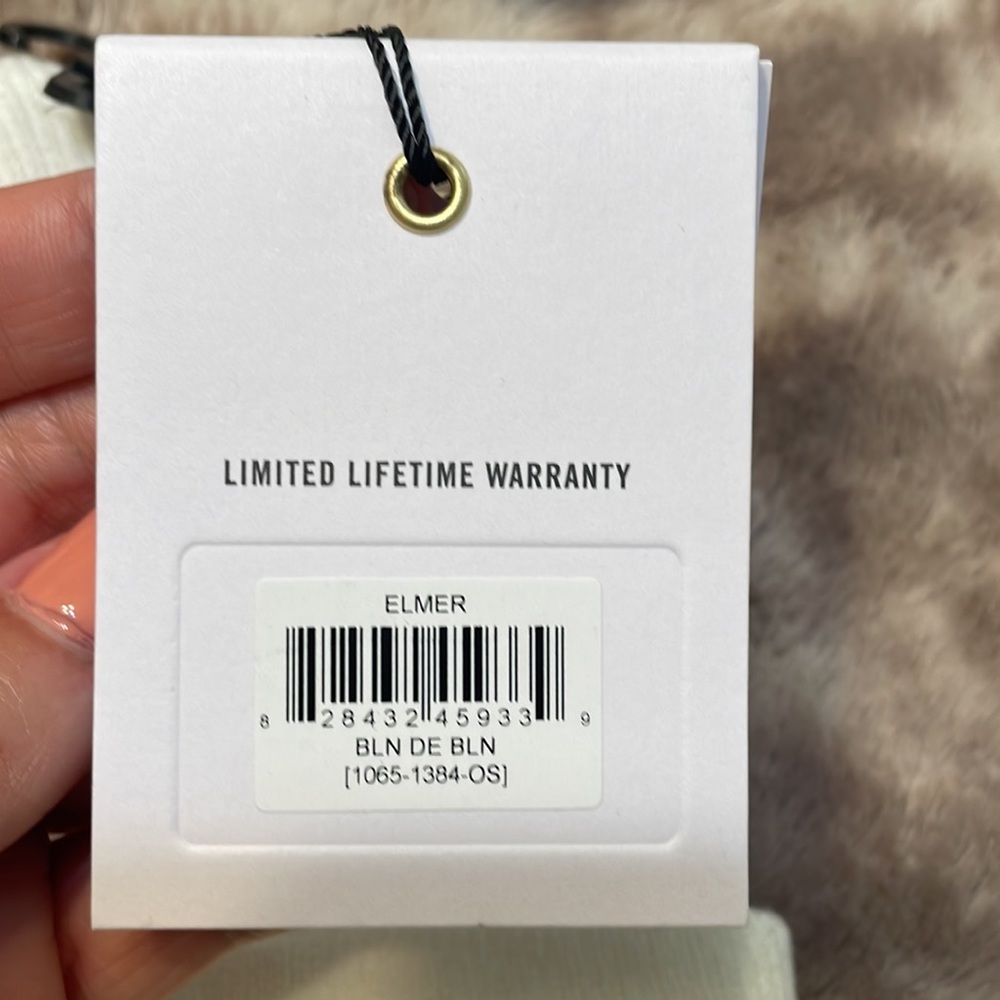 LIMITED LIFETIME WARRANTY
ELMER
8 28432 45933 9
BLN DE BLN
[1065-1384-OS]